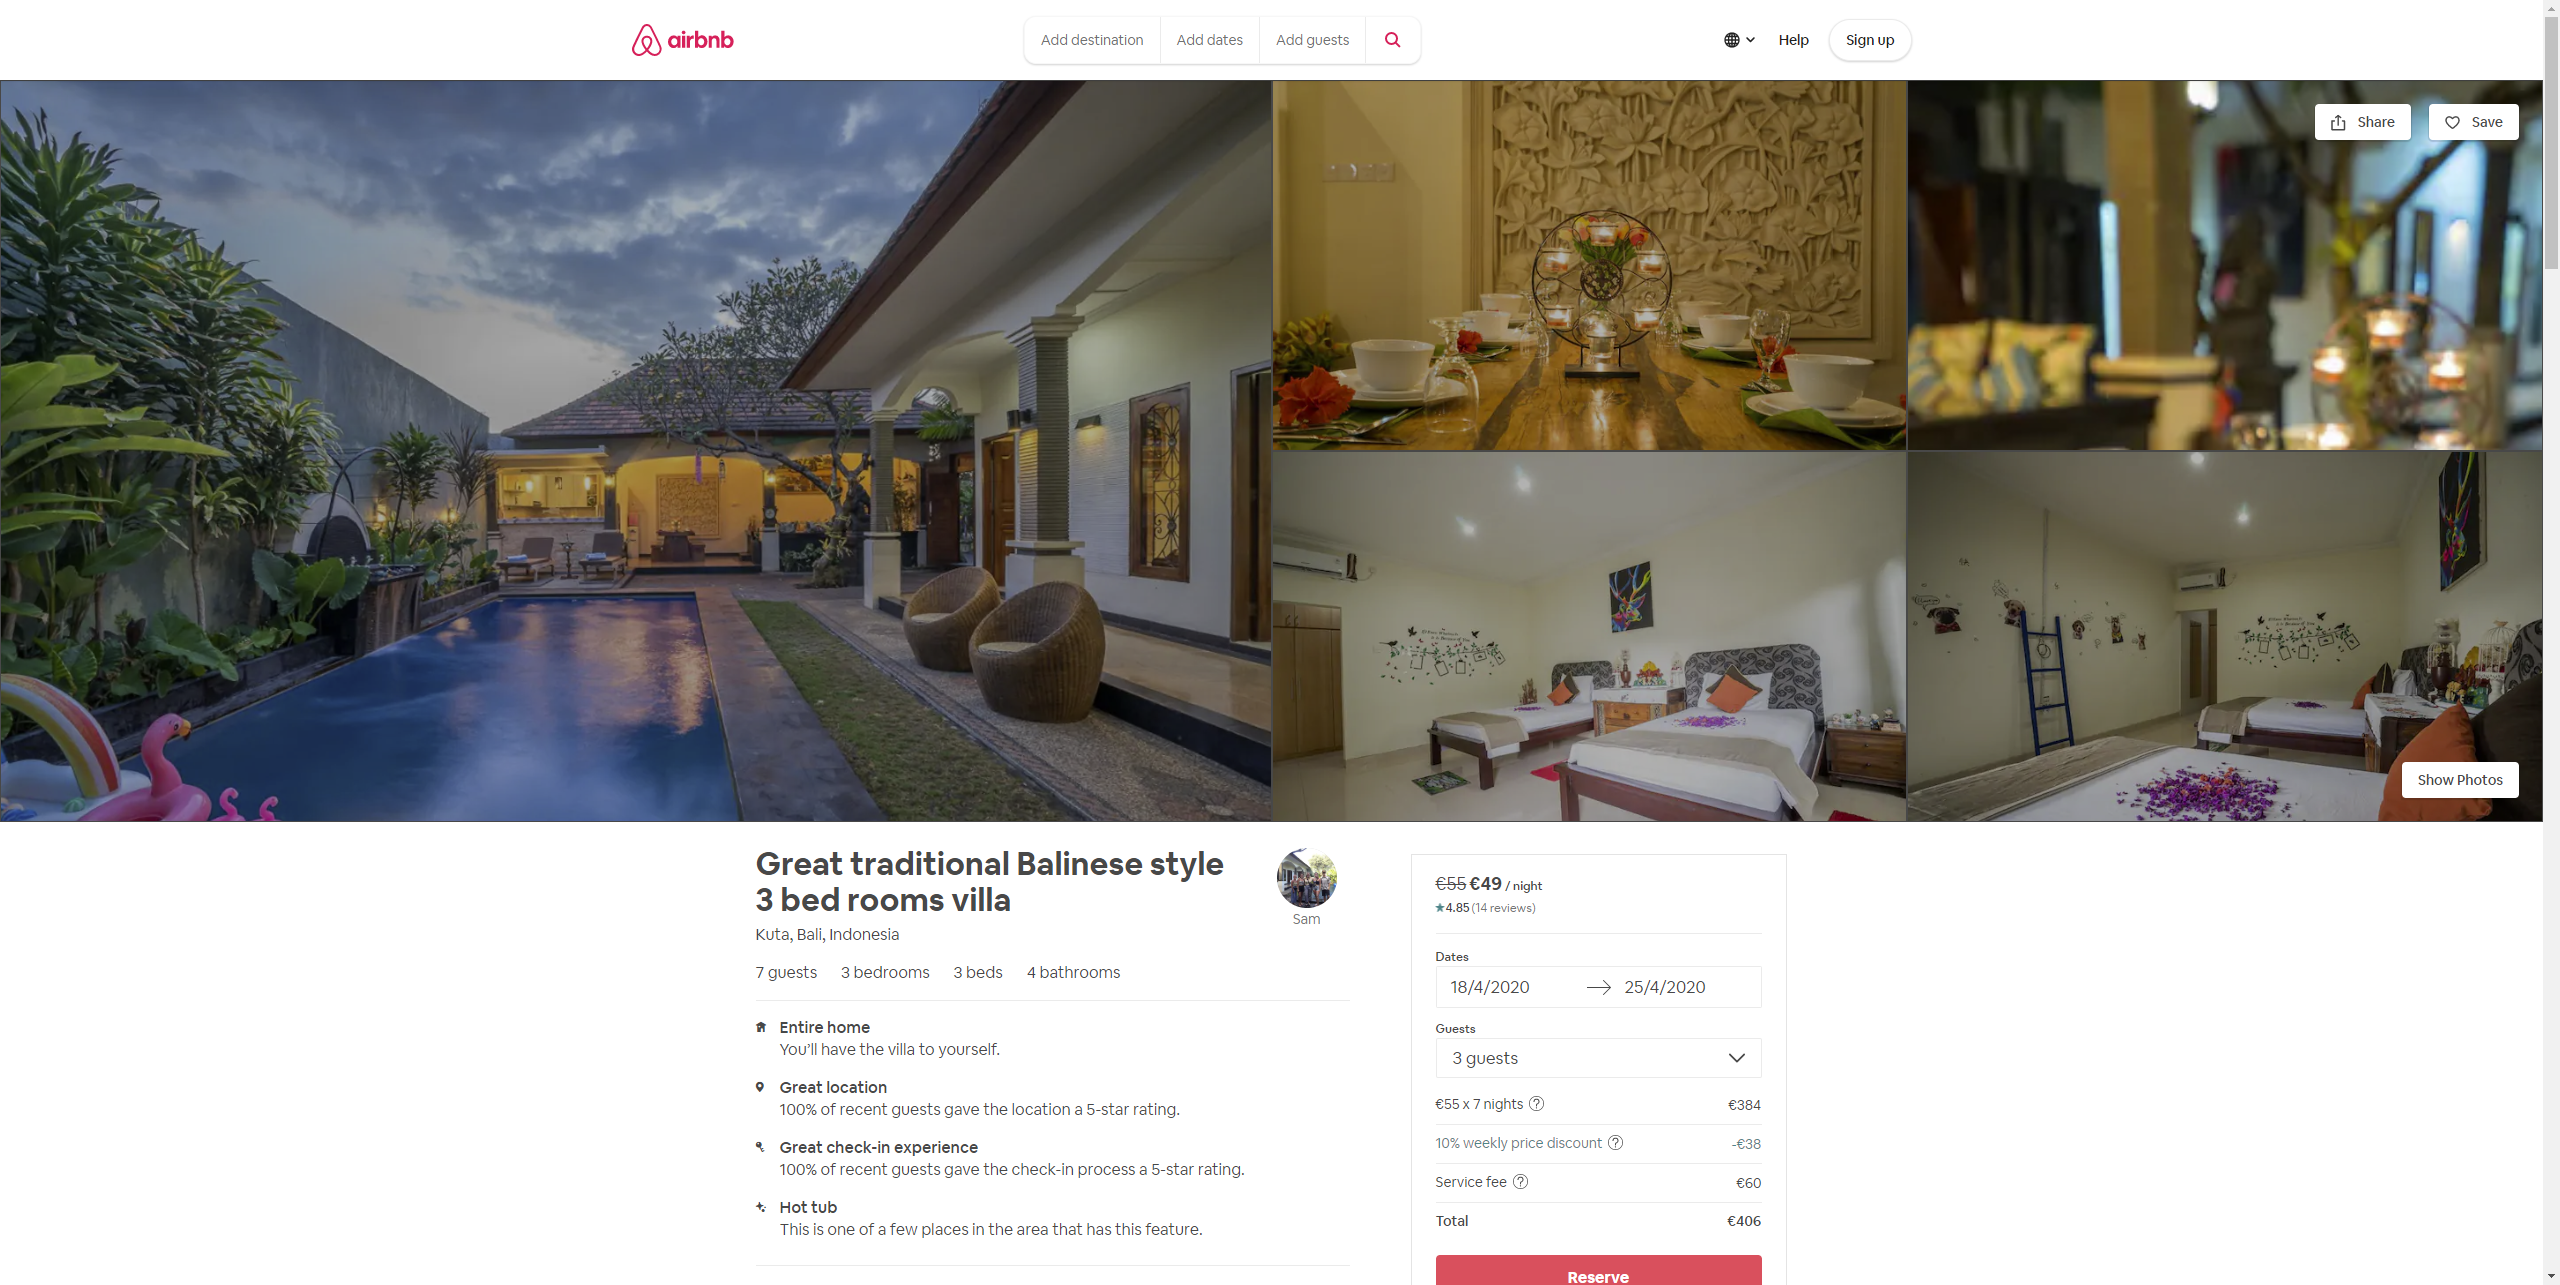 airbnb
Add destination
Add dates
Add guests
Help
Sign up
Share
Save
Show Photos
Great traditional Balinese style
3 bed rooms villa
Sam
Kuta, Bali, Indonesia
7 guests 3 bedrooms 3 beds 4 bathrooms
Entire home
You'll have the villa to yourself.
Great location
100% of recent guests gave the location a 5-star rating.
Great check-in experience
100% of recent guests gave the check-in process a 5-star rating.
Hot tub
This is one of a few places in the area that has this feature.
€55 €49 / night
★4.85 (14 reviews)
Dates
18/4/2020 → 25/4/2020
Guests
3 guests
€55 x 7 nights ? €384
10% weekly price discount ? -€38
Service fee ? €60
Total €406
Reserve